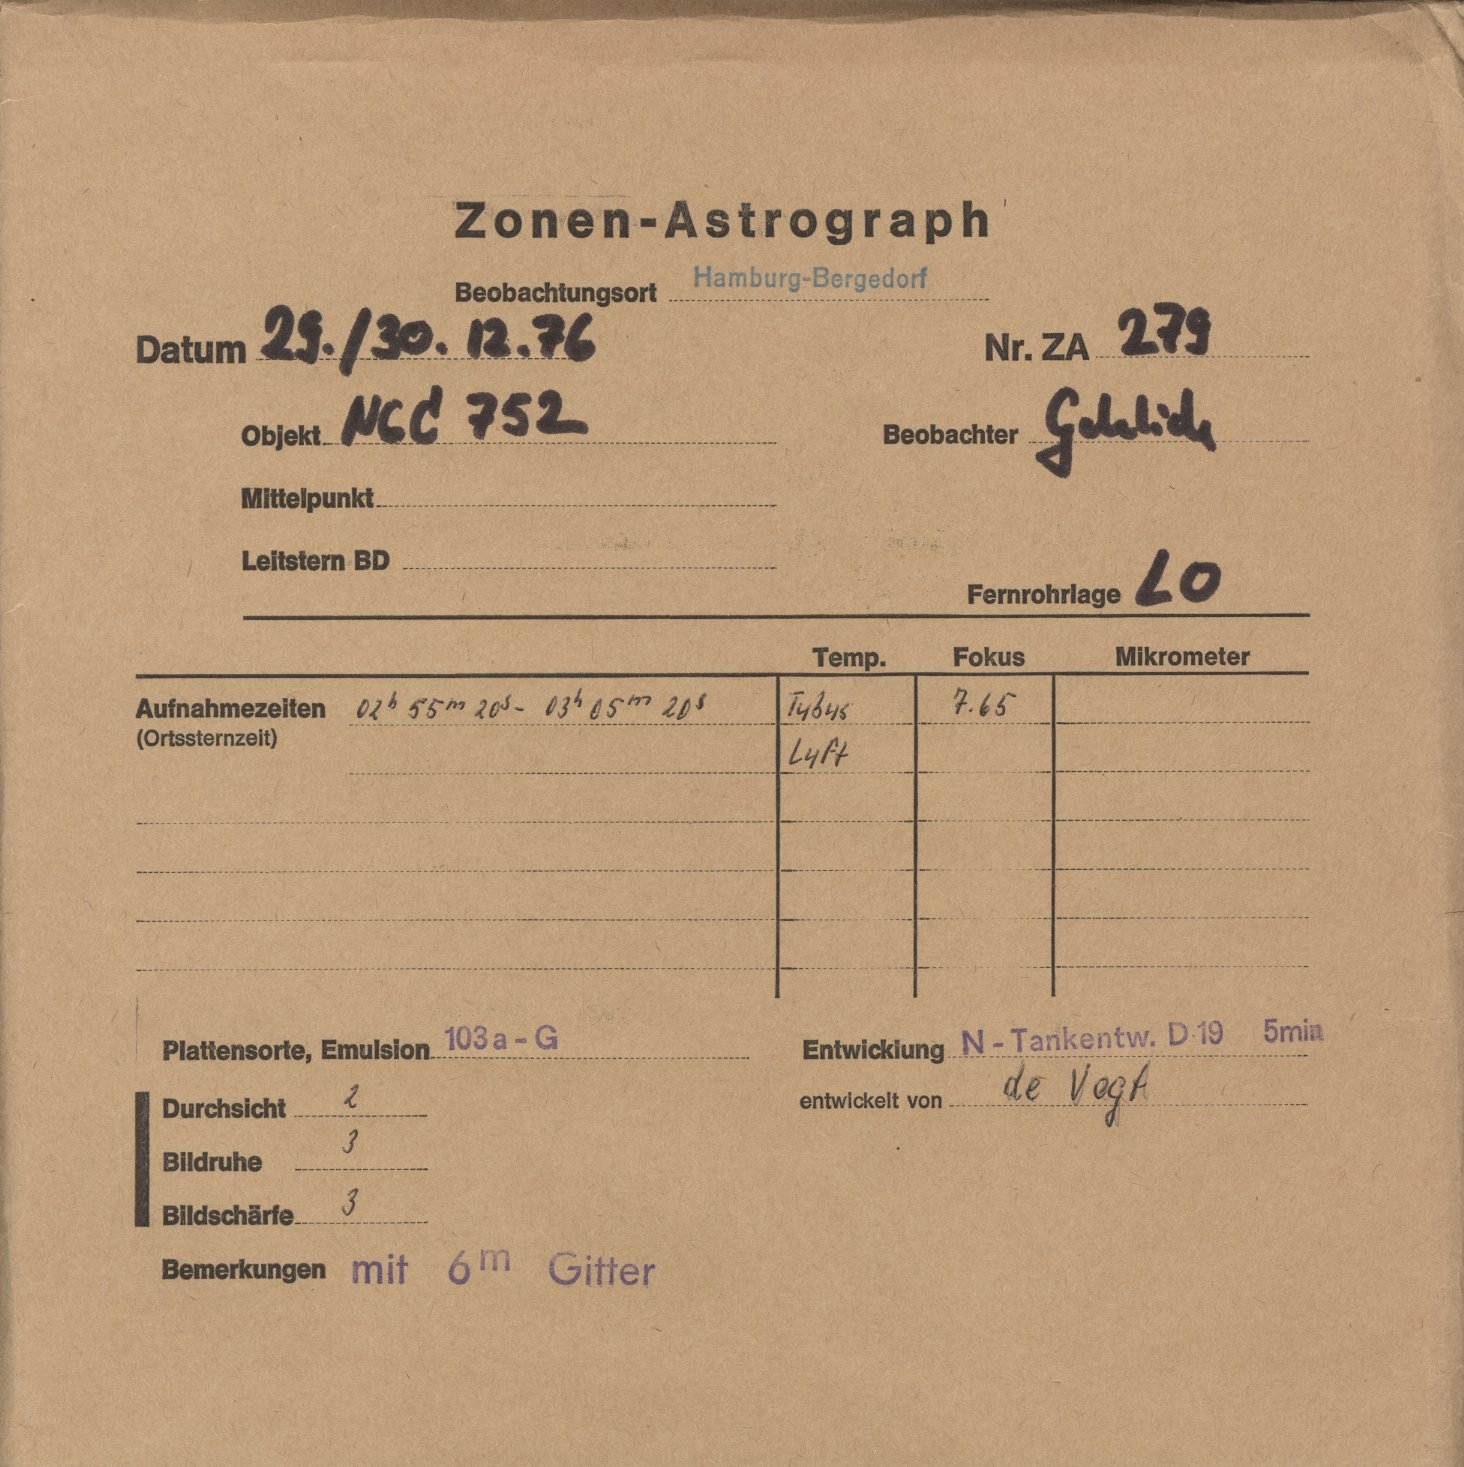 Zonen-Astrograph
Beobachtungsort Hamburg-Bergedorf
Datum 29./30. 12.76 Nr. ZA 279
Objekt NGC 752 Beobachter
Mittelpunkt
Leitstern BD
Fernrohrlage LO
Temp. Fokus Mikrometer
Aufnahmezeiten 02h 55m 20s - 03h 05m 20s Tubus 7.65
(Ortssternzeit)
Luft
Plattensorte, Emulsion 103a-G Entwicklung N-Tankentw. D 19 5min
Durchsicht 2 entwickelt von de Vegt
Bildruhe 3
Bildschärfe 3
Bemerkungen mit 6m Gitter